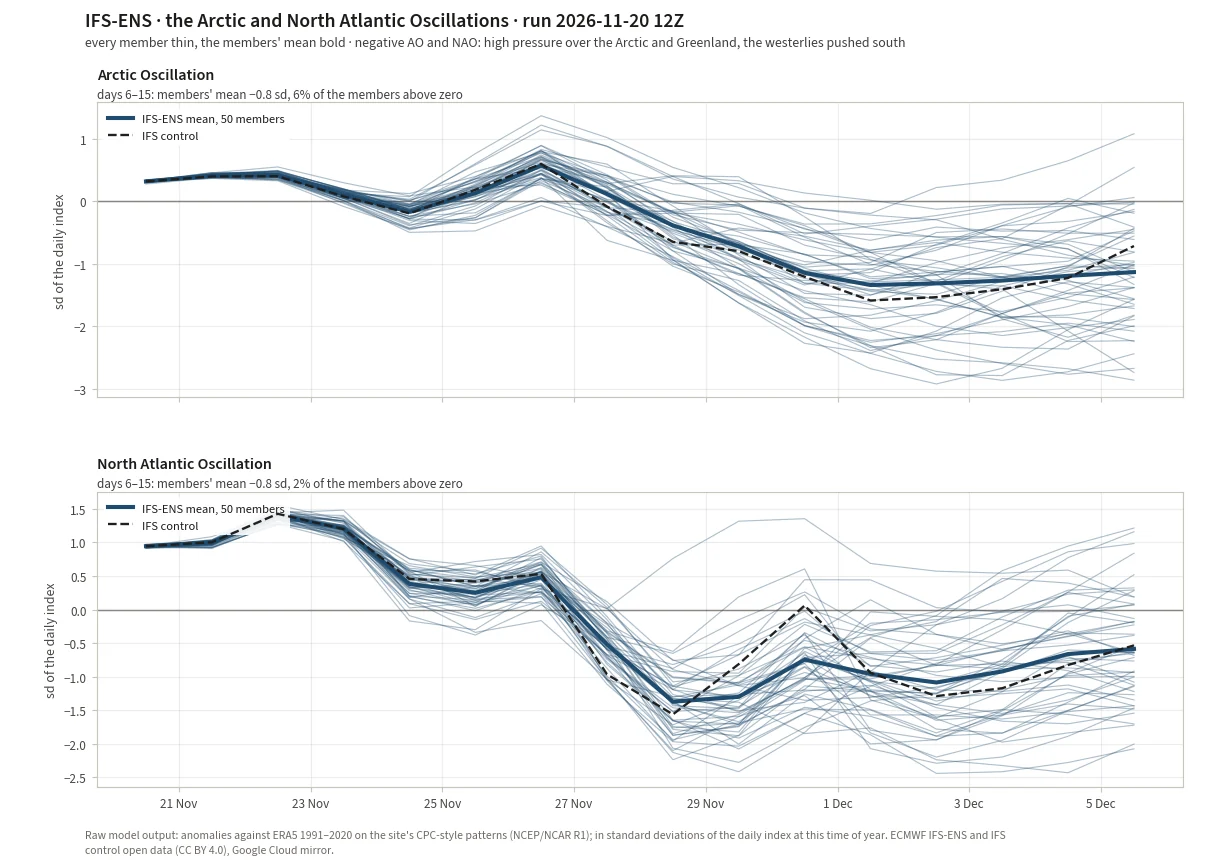 IFS-ENS · the Arctic and North Atlantic Oscillations · run 2026-11-20 12Z
every member thin, the members' mean bold · negative AO and NAO: high pressure over the Arctic and Greenland, the westerlies pushed south
Arctic Oscillation
days 6–15: members' mean −0.8 sd, 6% of the members above zero
IFS-ENS mean, 50 members
IFS control
sd of the daily index
1
0
−1
−2
−3
North Atlantic Oscillation
days 6–15: members' mean −0.8 sd, 2% of the members above zero
IFS-ENS mean, 50 members
IFS control
sd of the daily index
1.5
1.0
0.5
0.0
−0.5
−1.0
−1.5
−2.0
−2.5
21 Nov
23 Nov
25 Nov
27 Nov
29 Nov
1 Dec
3 Dec
5 Dec
Raw model output: anomalies against ERA5 1991–2020 on the site's CPC-style patterns (NCEP/NCAR R1); in standard deviations of the daily index at this time of year. ECMWF IFS-ENS and IFS
control open data (CC BY 4.0), Google Cloud mirror.